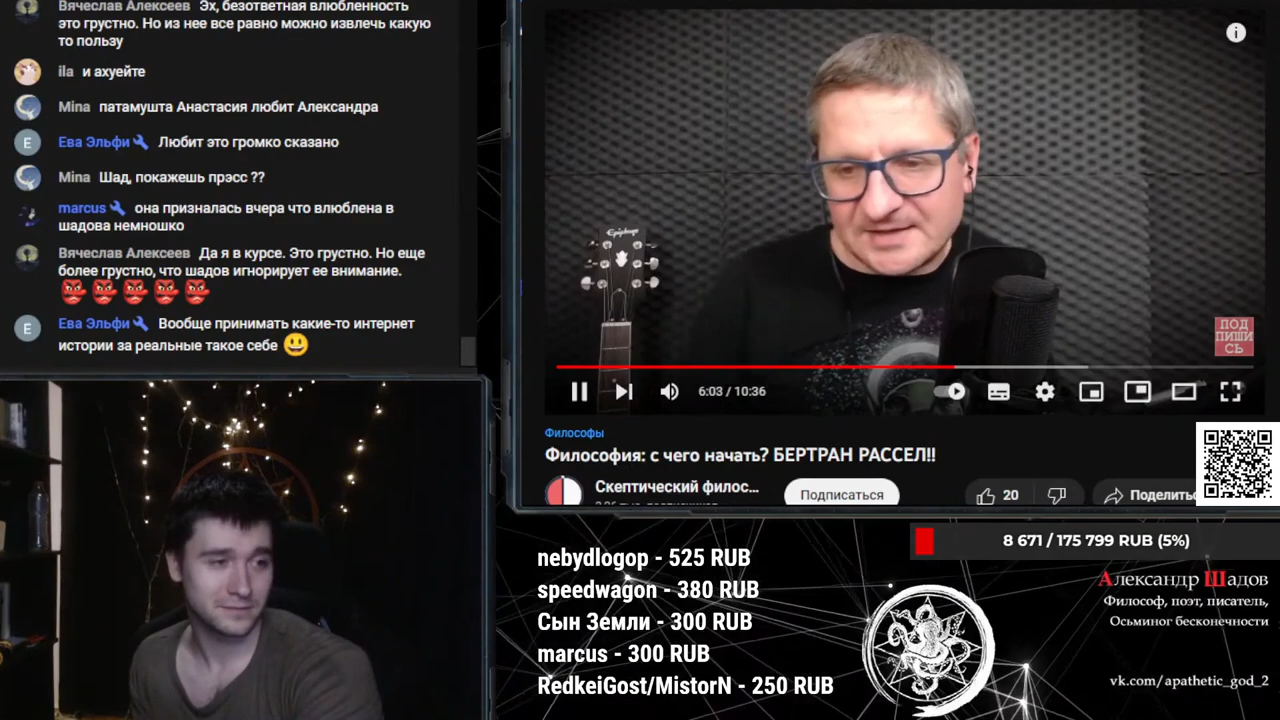 Вячеслав Алексеев Эх, безответная влюбленность
это грустно. Но из нее все равно можно извлечь какую
то пользу
ila и ахуейте
Mina патамушта Анастасия любит Александра
Е Ева Эльфи Любит это громко сказано
Mina Шад, покажешь прэсс ??
marcus она призналась вчера что влюблена в
шадова немношко
Вячеслав Алексеев Да я в курсе. Это грустно. Но еще
более грустно, что шадов игнорирует ее внимание.
Е Ева Эльфи Вообще принимать какие-то интернет
истории за реальные такое себе
Epiphone
ПОД
ПИШИ
СЬ
6:03 / 10:36
Философы
Философия: с чего начать? БЕРТРАН РАССЕЛ!!
Скептический филос...
Подписаться
20
Поделить
8 671 / 175 799 RUB (5%)
nebydlogop - 525 RUB
speedwagon - 380 RUB
Сын Земли - 300 RUB
marcus - 300 RUB
RedkeiGost/MistorN - 250 RUB
Александр Шадов
Философ, поэт, писатель,
Осьминог бесконечности
vk.com/apathetic_god_2